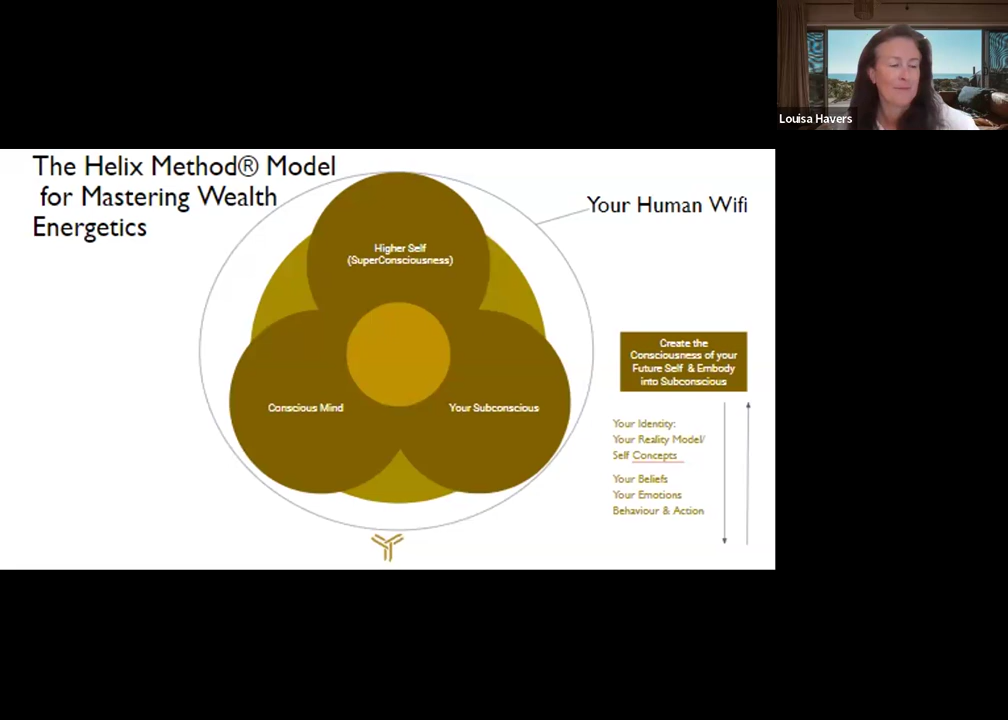 Louisa Havers
The Helix Method® Model
for Mastering Wealth
Energetics
Your Human Wifi
Higher Self
(SuperConsciousness)
Conscious Mind
Your Subconscious
Create the
Consciousness of your
Future Self & Embody
into Subconscious
Your Identity:
Your Reality Model/
Self Concepts
Your Beliefs
Your Emotions
Behaviour & Action